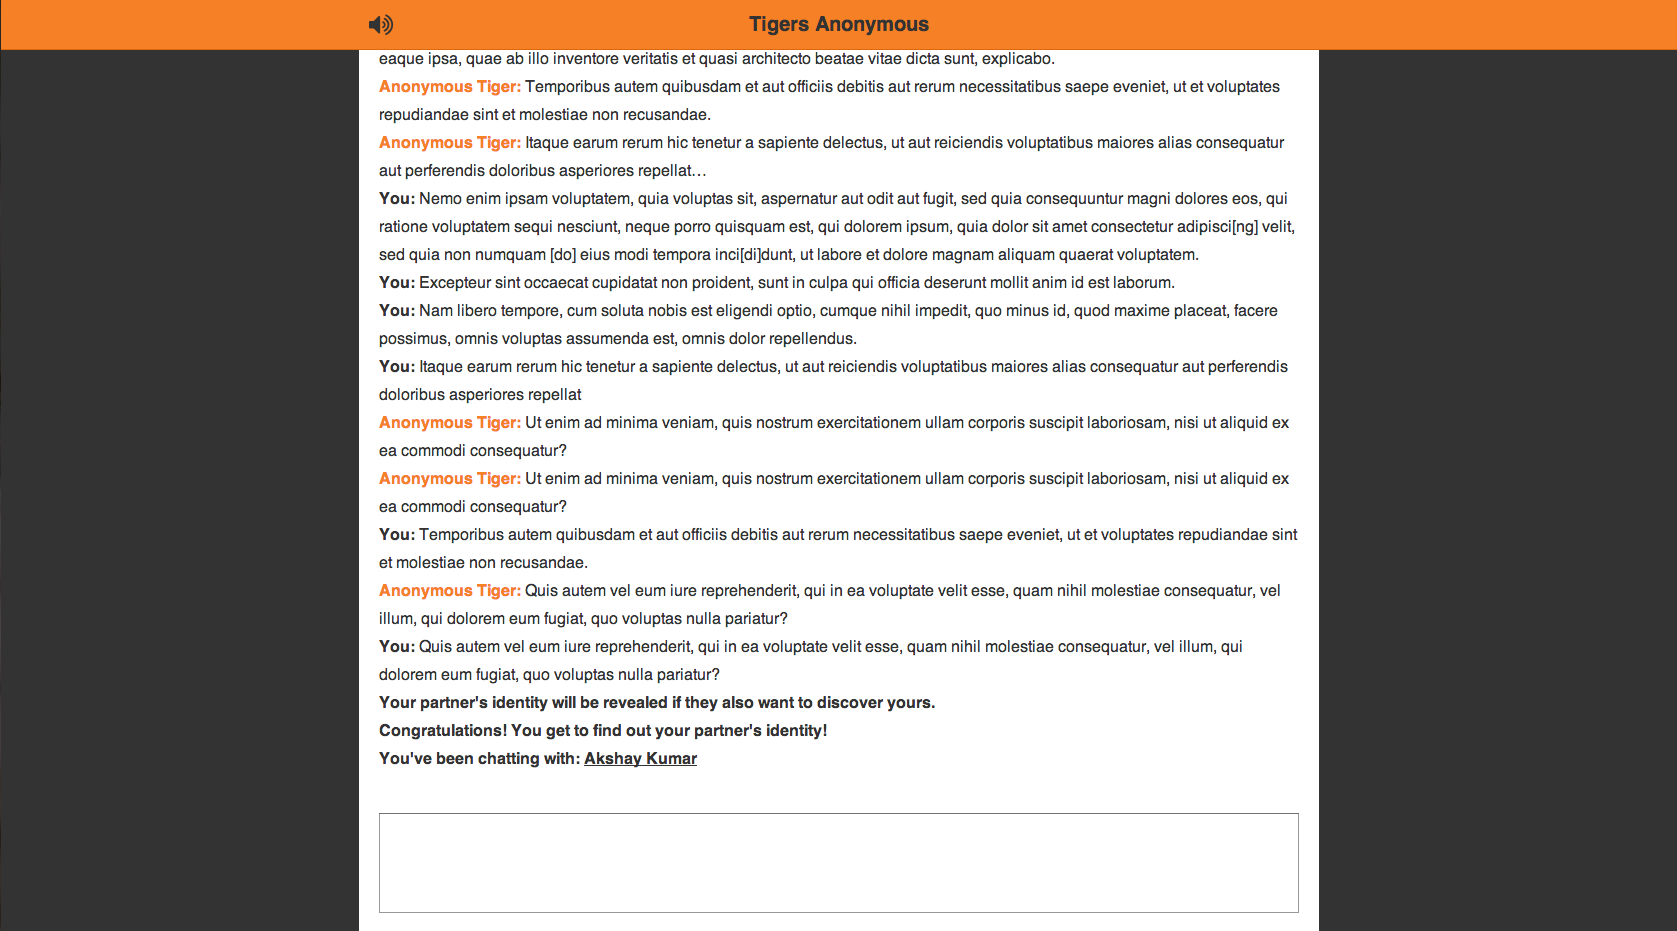 Tigers Anonymous
eaque ipsa, quae ab illo inventore veritatis et quasi architecto beatae vitae dicta sunt, explicabo.
Anonymous Tiger: Temporibus autem quibusdam et aut officiis debitis aut rerum necessitatibus saepe eveniet, ut et voluptates
repudiandae sint et molestiae non recusandae.
Anonymous Tiger: Itaque earum rerum hic tenetur a sapiente delectus, ut aut reiciendis voluptatibus maiores alias consequatur
aut perferendis doloribus asperiores repellat…
You: Nemo enim ipsam voluptatem, quia voluptas sit, aspernatur aut odit aut fugit, sed quia consequuntur magni dolores eos, qui
ratione voluptatem sequi nesciunt, neque porro quisquam est, qui dolorem ipsum, quia dolor sit amet consectetur adipisci[ng] velit,
sed quia non numquam [do] eius modi tempora inci[di]dunt, ut labore et dolore magnam aliquam quaerat voluptatem.
You: Excepteur sint occaecat cupidatat non proident, sunt in culpa qui officia deserunt mollit anim id est laborum.
You: Nam libero tempore, cum soluta nobis est eligendi optio, cumque nihil impedit, quo minus id, quod maxime placeat, facere
possimus, omnis voluptas assumenda est, omnis dolor repellendus.
You: Itaque earum rerum hic tenetur a sapiente delectus, ut aut reiciendis voluptatibus maiores alias consequatur aut perferendis
doloribus asperiores repellat
Anonymous Tiger: Ut enim ad minima veniam, quis nostrum exercitationem ullam corporis suscipit laboriosam, nisi ut aliquid ex
ea commodi consequatur?
Anonymous Tiger: Ut enim ad minima veniam, quis nostrum exercitationem ullam corporis suscipit laboriosam, nisi ut aliquid ex
ea commodi consequatur?
You: Temporibus autem quibusdam et aut officiis debitis aut rerum necessitatibus saepe eveniet, ut et voluptates repudiandae sint
et molestiae non recusandae.
Anonymous Tiger: Quis autem vel eum iure reprehenderit, qui in ea voluptate velit esse, quam nihil molestiae consequatur, vel
illum, qui dolorem eum fugiat, quo voluptas nulla pariatur?
You: Quis autem vel eum iure reprehenderit, qui in ea voluptate velit esse, quam nihil molestiae consequatur, vel illum, qui
dolorem eum fugiat, quo voluptas nulla pariatur?
Your partner's identity will be revealed if they also want to discover yours.
Congratulations! You get to find out your partner's identity!
You've been chatting with: Akshay Kumar